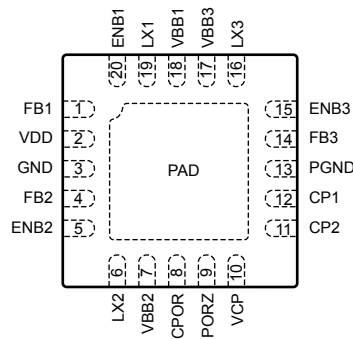 ENB1 LX1 VBB1 VBB3 LX3
20 19 18 17 16
FB1 1 15 ENB3
VDD 2 14 FB3
GND 3 PAD 13 PGND
FB2 4 12 CP1
ENB2 5 11 CP2
6 7 8 9 10
LX2 VBB2 CPOR PORZ VCP